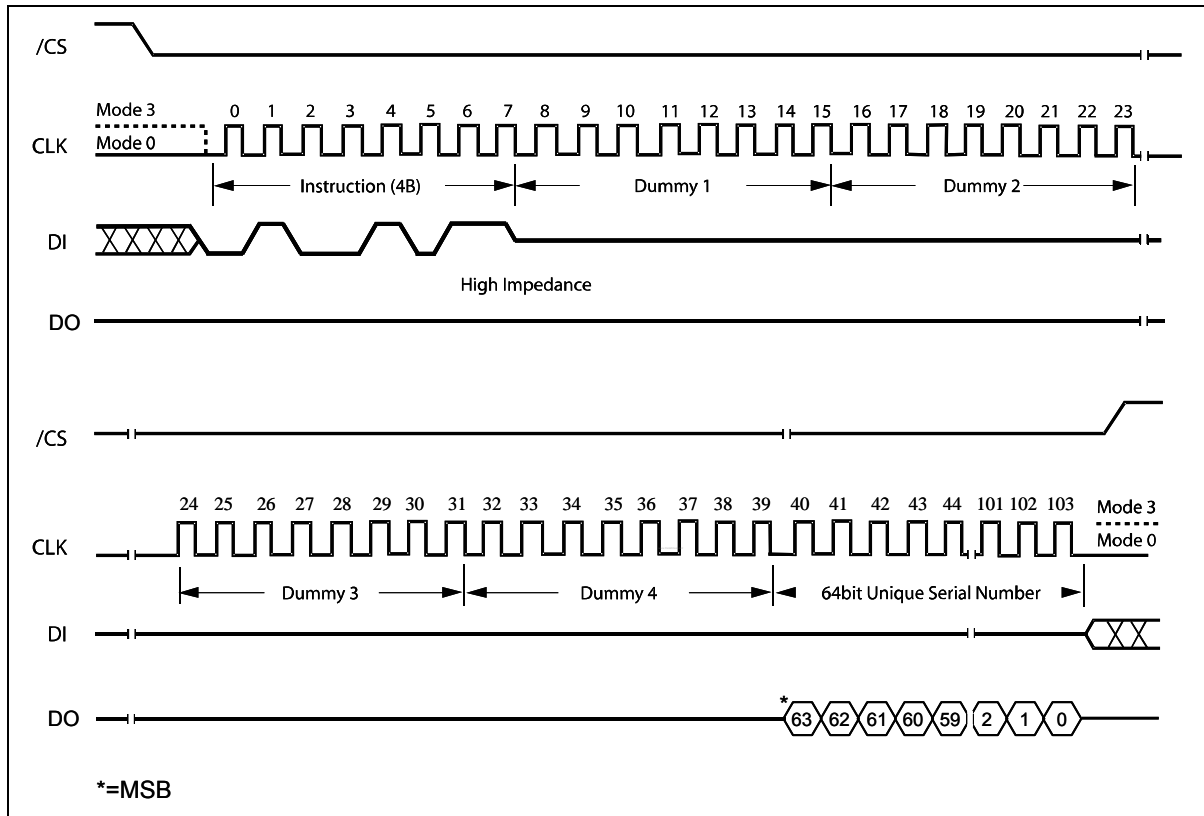 /CS
Mode 3
0 1 2 3 4 5 6 7 8 9 10 11 12 13 14 15 16 17 18 19 20 21 22 23
CLK
Mode 0
Instruction (4B) Dummy 1 Dummy 2
DI
High Impedance
DO
/CS
24 25 26 27 28 29 30 31 32 33 34 35 36 37 38 39 40 41 42 43 44 101 102 103
Mode 3
CLK
Mode 0
Dummy 3 Dummy 4 64bit Unique Serial Number
DI
*
DO 63 62 61 60 59 2 1 0
*=MSB